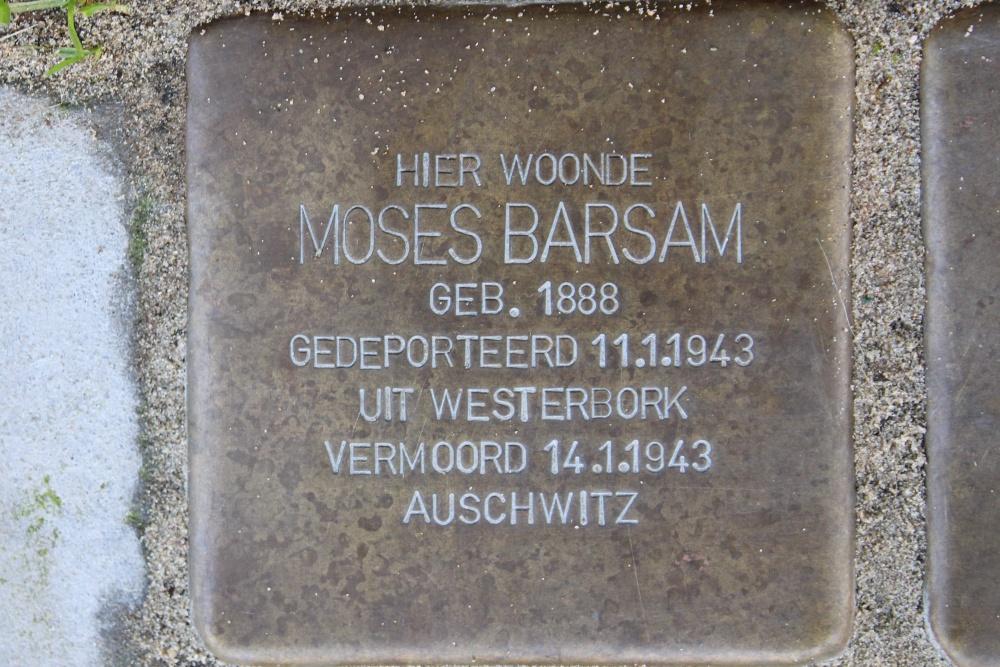 HIER WOONDE
MOSES BARSAM
GEB. 1888
GEDEPORTEERD 11.1.1943
UIT WESTERBORK
VERMOORD 14.1.1943
AUSCHWITZ